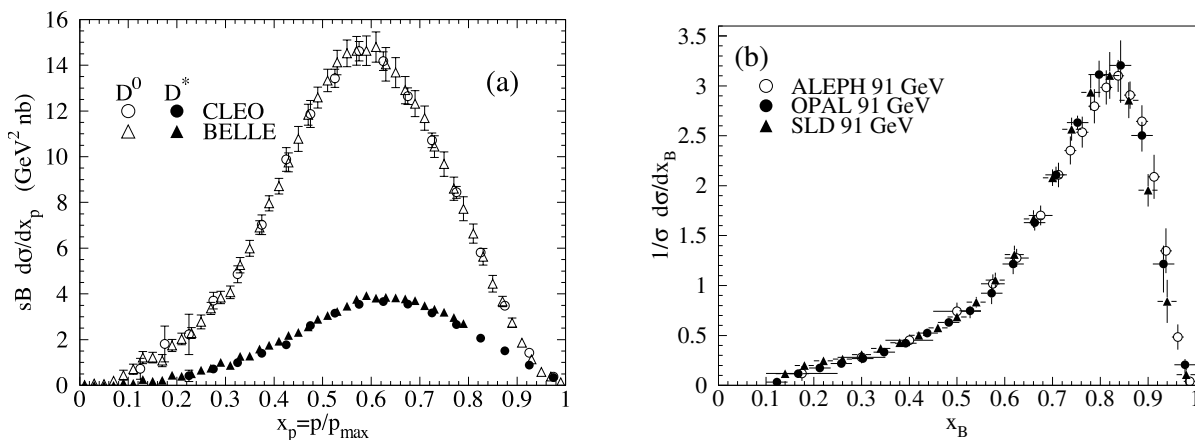 sB dσ/dx_p (GeV² nb)
16
14
12
10
8
6
4
2
0
(a)
D⁰ D*
CLEO
BELLE
0 0.1 0.2 0.3 0.4 0.5 0.6 0.7 0.8 0.9 1
x_p=p/p_max
1/σ dσ/dx_B
3.5
3
2.5
2
1.5
1
0.5
0
(b)
ALEPH 91 GeV
OPAL 91 GeV
SLD 91 GeV
0 0.1 0.2 0.3 0.4 0.5 0.6 0.7 0.8 0.9 1
x_B